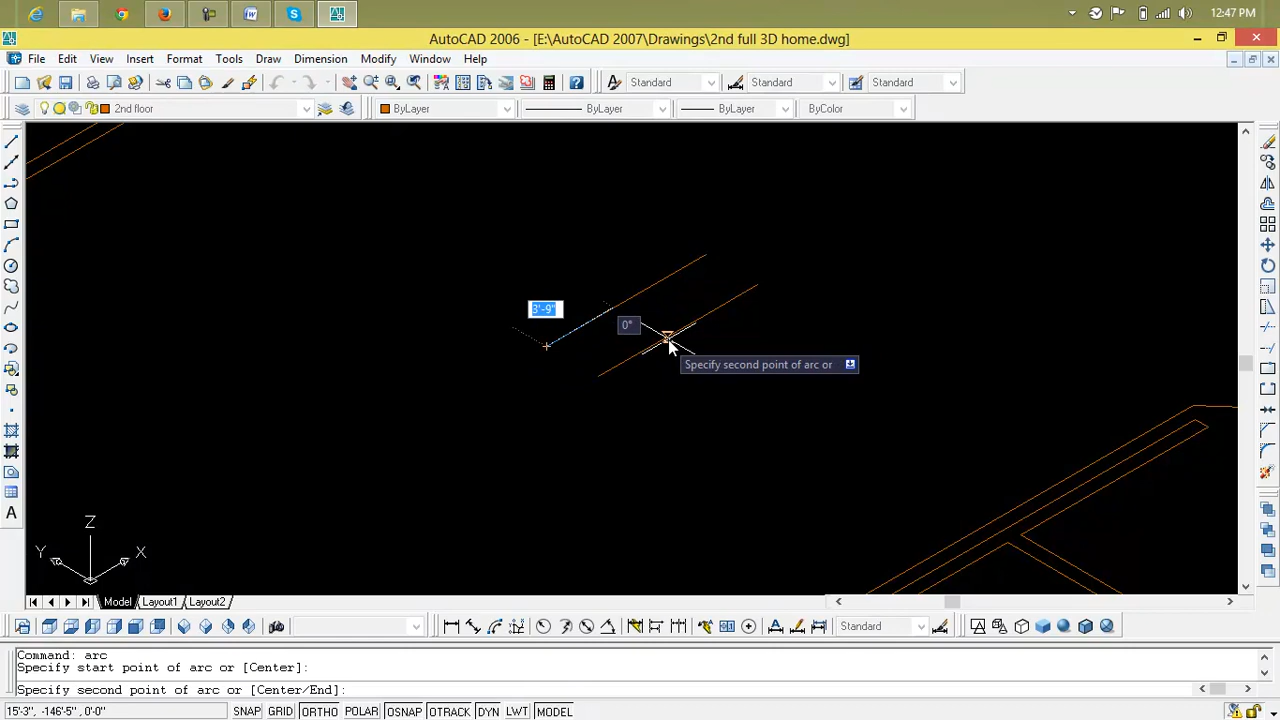 12:47 PM
AutoCAD 2006 - [E:\AutoCAD 2007\Drawings\2nd full 3D home.dwg]
File Edit View Insert Format Tools Draw Dimension Modify Window Help
Standard Standard Standard
2nd floor ByLayer ByLayer ByLayer ByColor
3'-9"
0°
Specify second point of arc or
A
Z
Y X
Model Layout1 Layout2
Standard
Command: arc
Specify start point of arc or [Center]:
Specify second point of arc or [Center/End]:
15'-3", -146'-5", 0'-0" SNAP GRID ORTHO POLAR OSNAP OTRACK DYN LWT MODEL